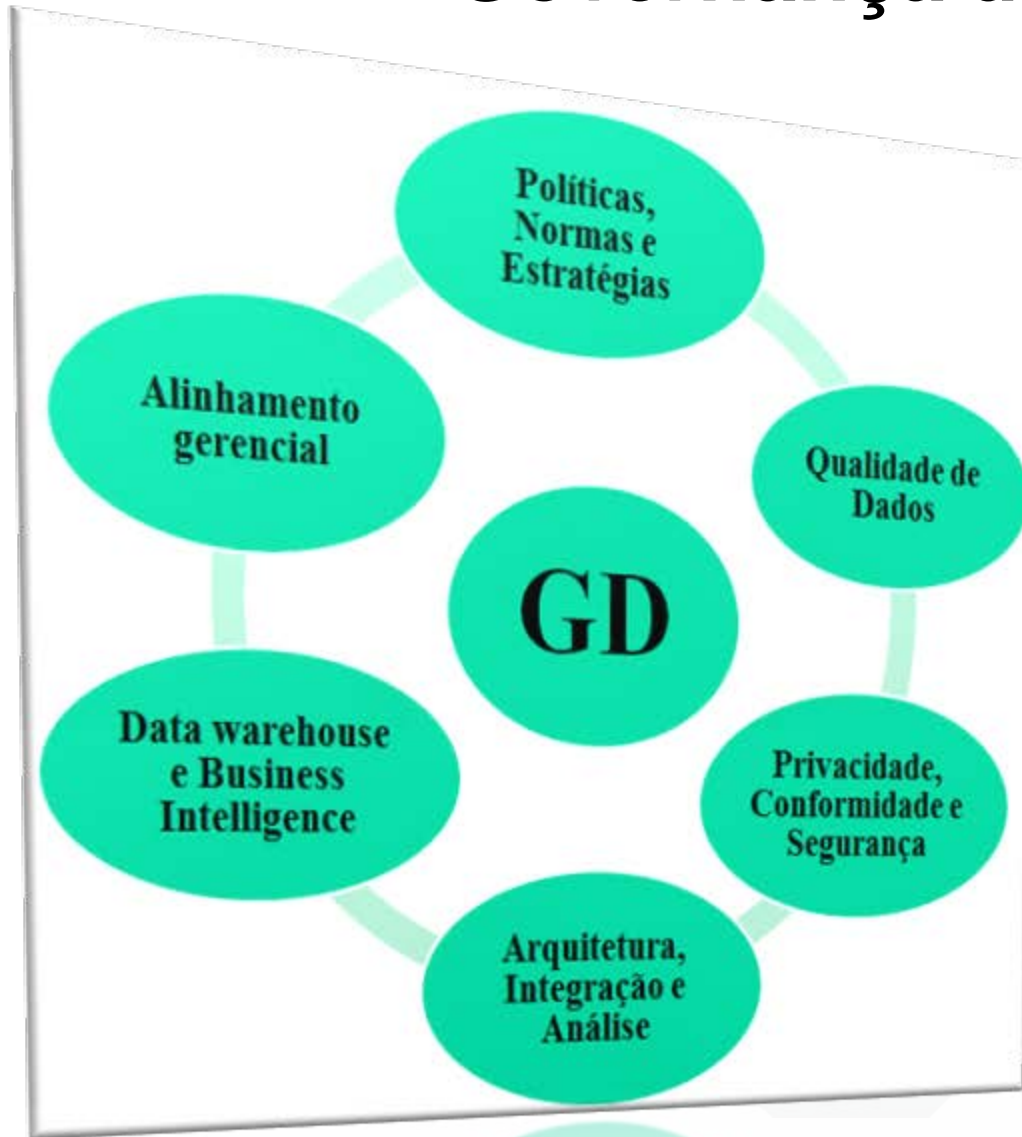 Governança d
Políticas,
Normas e
Estratégias
Qualidade de
Dados
Privacidade,
Conformidade e
Segurança
Arquitetura,
Integração e
Análise
Data warehouse
e Business
Intelligence
Alinhamento
gerencial
GD